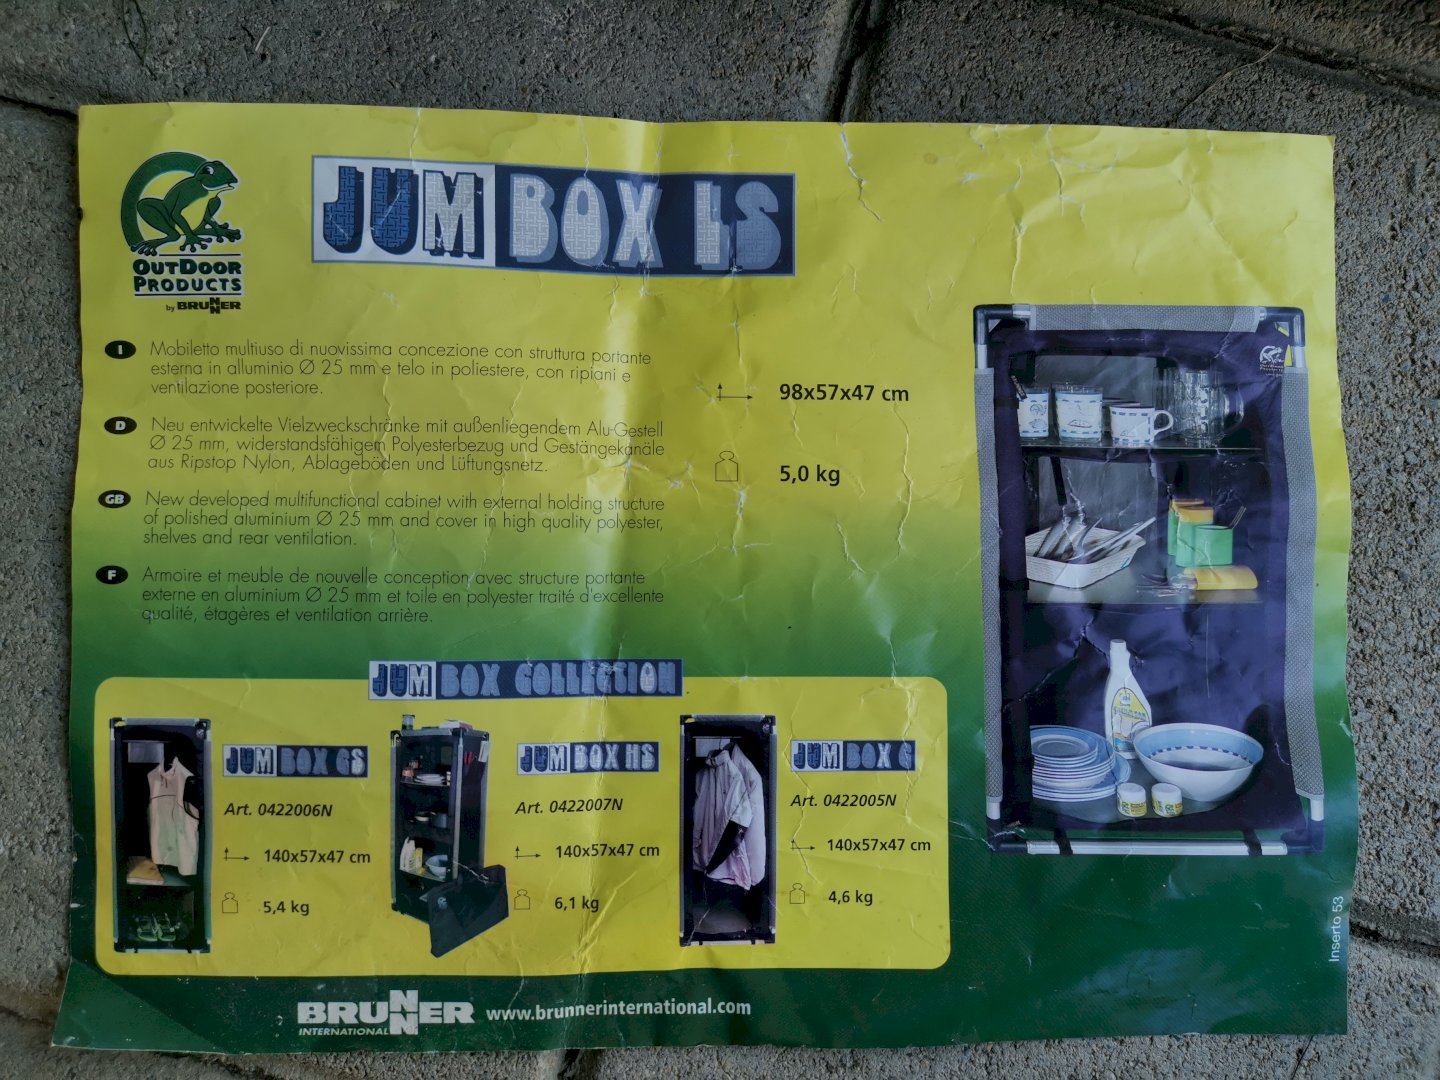 JUM BOX LS
OUTDOOR
PRODUCTS
by BRUNNER
I Mobiletto multiuso di nuovissima concezione con struttura portante
esterna in alluminio Ø 25 mm e telo in poliestere, con ripiani e
ventilazione posteriore.
D Neu entwickelte Vielzweckschränke mit außenliegendem Alu-Gestell
Ø 25 mm, widerstandsfähigem Polyesterbezug und Gestängekanäle
aus Ripstop Nylon, Ablageböden und Lüftungsnetz.
GB New developed multifunctional cabinet with external holding structure
of polished aluminium Ø 25 mm and cover in high quality polyester,
shelves and rear ventilation.
F Armoire et meuble de nouvelle conception avec structure portante
externe en aluminium Ø 25 mm et toile en polyester traité d'excellente
qualité, étagères et ventilation arrière.
98x57x47 cm
5,0 kg
JUM BOX COLLECTION
JUM BOX GS
Art. 0422006N
140x57x47 cm
5,4 kg
JUM BOX HS
Art. 0422007N
140x57x47 cm
6,1 kg
JUM BOX G
Art. 0422005N
140x57x47 cm
4,6 kg
BRUNNER
INTERNATIONAL
www.brunnerinternational.com
Inserto 53